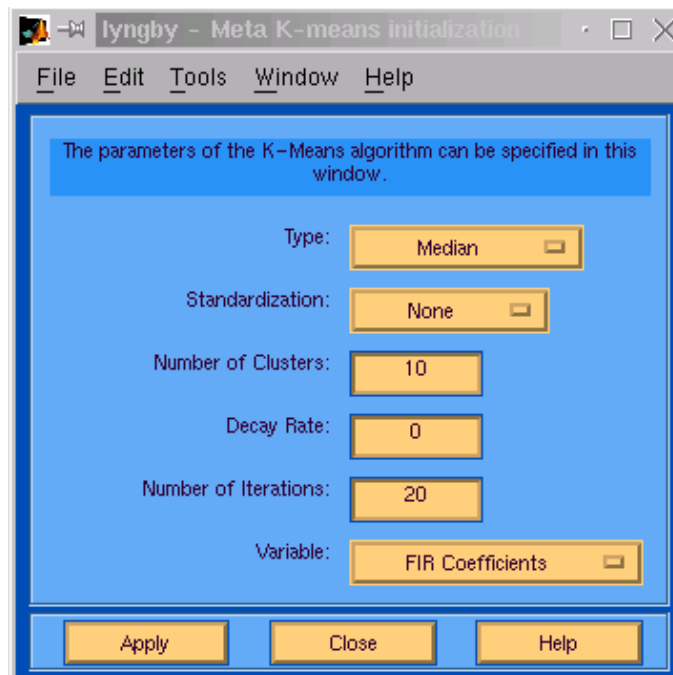 lyngby - Meta K-means initialization
File Edit Tools Window Help
The parameters of the K-Means algorithm can be specified in this
window.
Type: Median
Standardization: None
Number of Clusters: 10
Decay Rate: 0
Number of Iterations: 20
Variable: FIR Coefficients
Apply Close Help